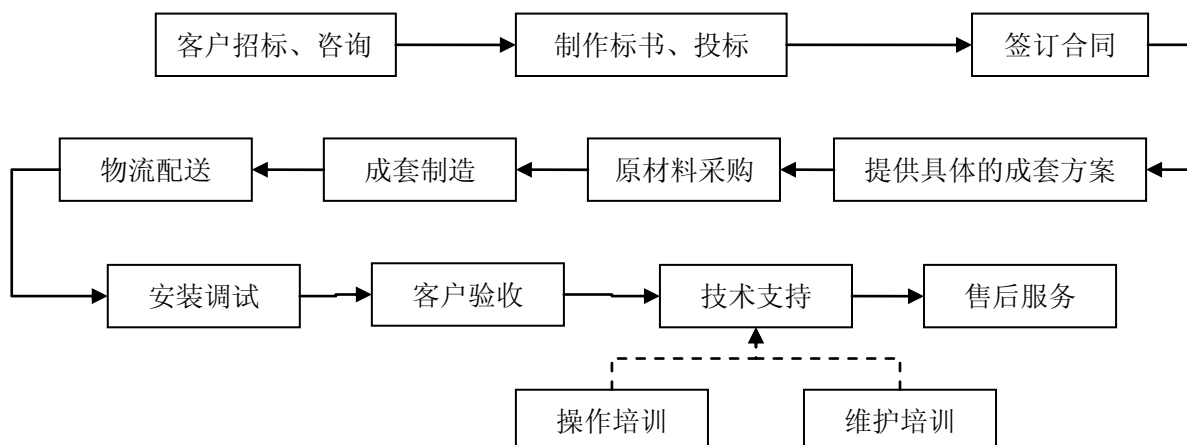 客户招标、咨询
制作标书、投标
签订合同
物流配送
成套制造
原材料采购
提供具体的成套方案
安装调试
客户验收
技术支持
售后服务
操作培训
维护培训